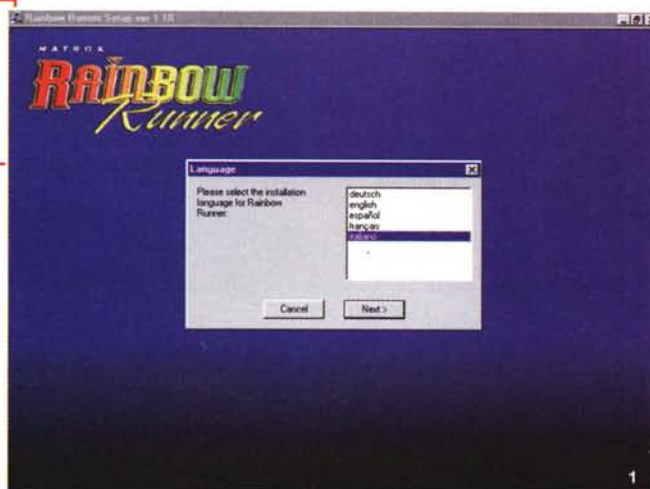 Rainbow Runner Setup ver 1.10
MATROX
RAINBOW
Runner
Language
Please select the installation
language for Rainbow
Runner:
deutsch
english
español
français
italiano
Cancel
Next >
1